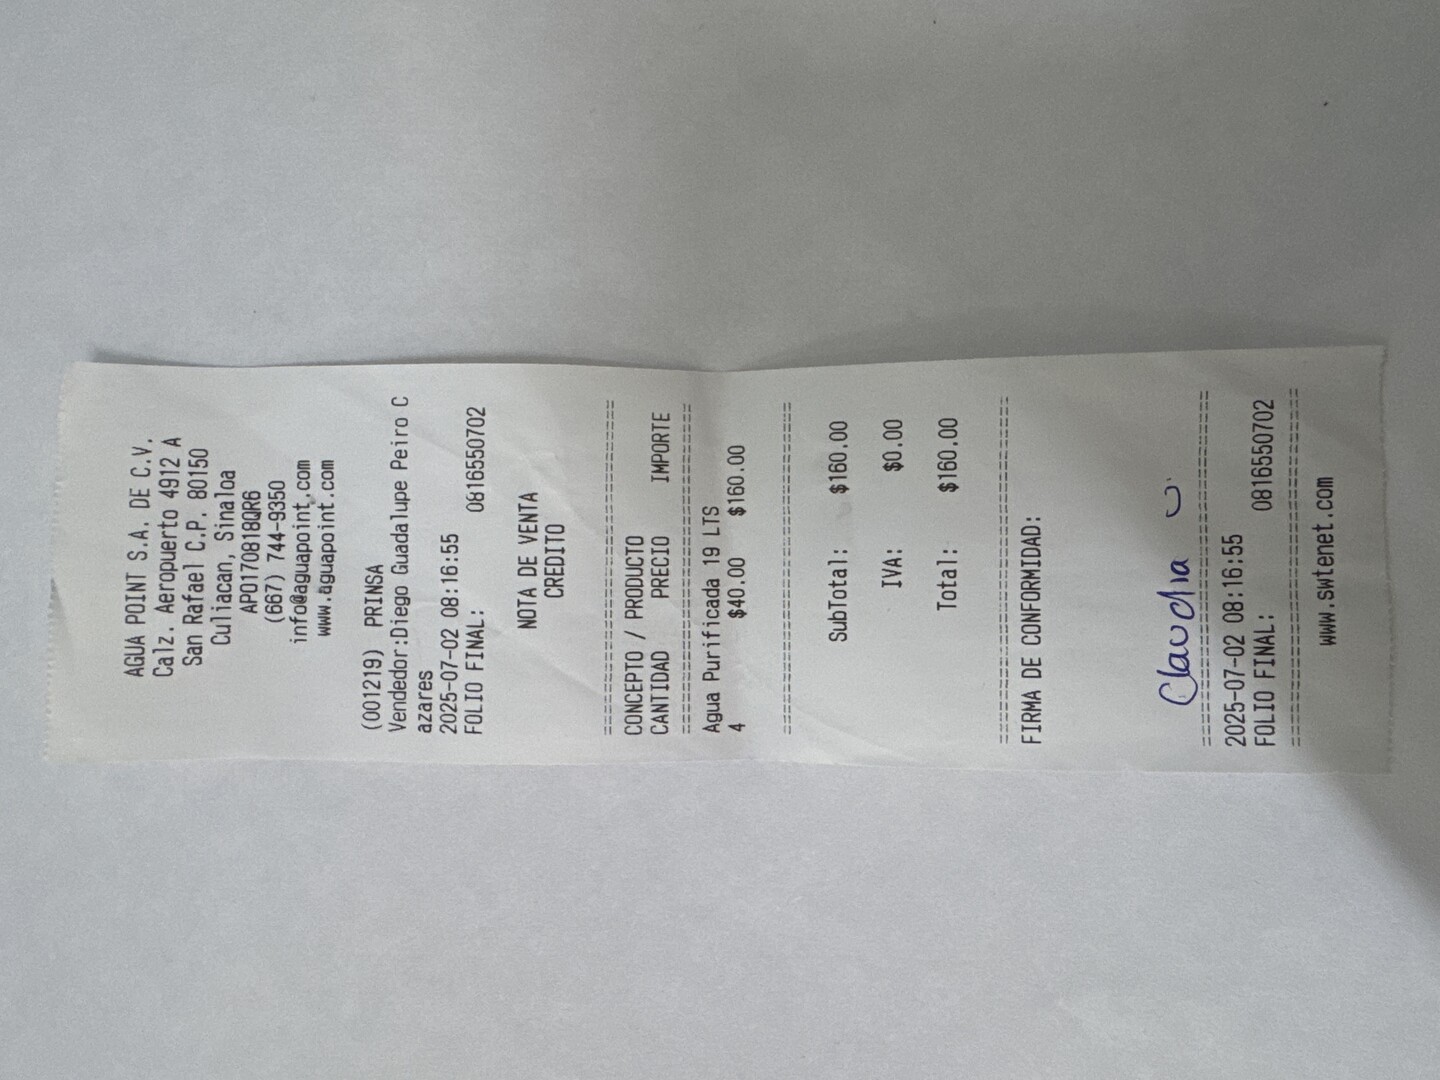 AGUA POINT S.A. DE C.V.
Calz. Aeropuerto 4912 A
San Rafael C.P. 80150
Culiacan, Sinaloa
APO170818QR6
(667) 744-9350
info@aguapoint.com
www.aguapoint.com
(001219) PRINSA
Vendedor:Diego Guadalupe Peiro C
azares
2025-07-02 08:16:55
FOLIO FINAL: 0816550702
NOTA DE VENTA
CREDITO
================================
CONCEPTO / PRODUCTO
CANTIDAD PRECIO IMPORTE
================================
Agua Purificada 19 LTS
4 $40.00 $160.00
================================
SubTotal: $160.00
IVA: $0.00
Total: $160.00
================================
FIRMA DE CONFORMIDAD:
Claudia
================================
2025-07-02 08:16:55
FOLIO FINAL: 0816550702
================================
www.swtenet.com